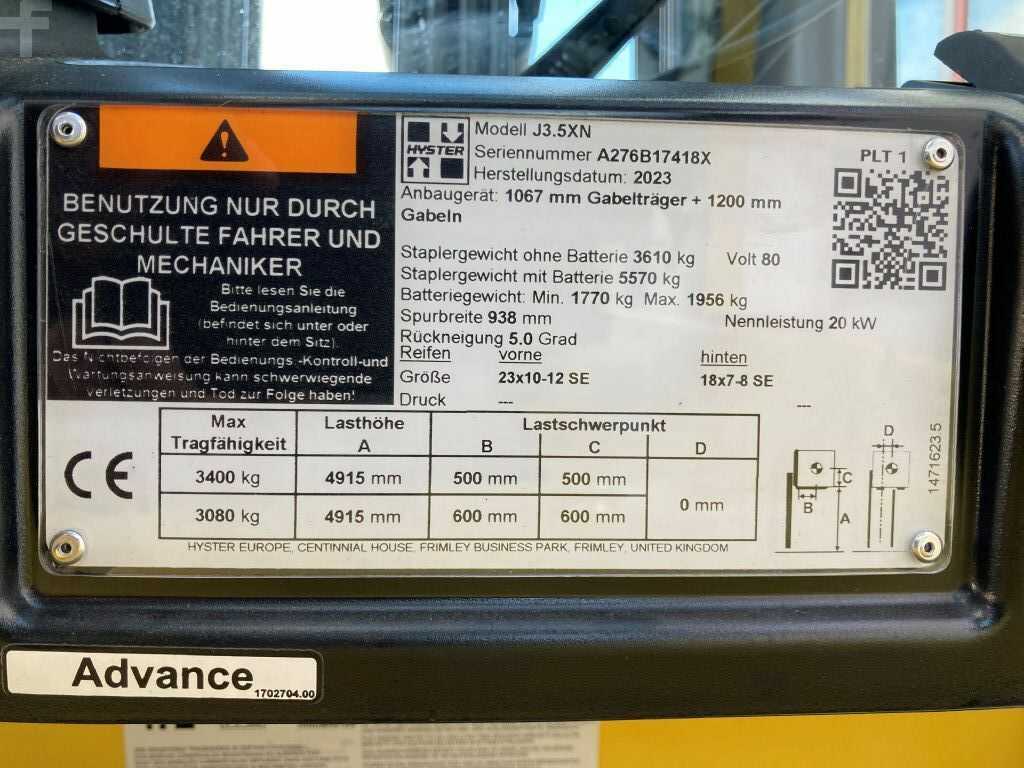 BENUTZUNG NUR DURCH
GESCHULTE FAHRER UND
MECHANIKER
Bitte lesen Sie die
Bedienungsanleitung
(befindet sich unter oder
hinter dem Sitz).
Das Nichtbefolgen der Bedienungs-,Kontroll-und
Wartungsanweisung kann schwerwiegende
Verletzungen und Tod zur Folge haben!
HYSTER
Modell J3.5XN
Seriennummer A276B17418X
Herstellungsdatum: 2023
Anbaugerät: 1067 mm Gabelträger + 1200 mm
Gabeln
PLT 1
Staplergewicht ohne Batterie 3610 kg Volt 80
Staplergewicht mit Batterie 5570 kg
Batteriegewicht: Min. 1770 kg Max. 1956 kg
Spurbreite 938 mm Nennleistung 20 kW
Rückneigung 5.0 Grad
Reifen vorne hinten
Größe 23x10-12 SE 18x7-8 SE
Druck --- ---
Max Tragfähigkeit Lasthöhe A Lastschwerpunkt
B C D
3400 kg 4915 mm 500 mm 500 mm 0 mm
3080 kg 4915 mm 600 mm 600 mm
CE
D
C
B
A
14716235
HYSTER EUROPE, CENTINNIAL HOUSE, FRIMLEY BUSINESS PARK, FRIMLEY, UNITED KINGDOM
Advance
1702704.00